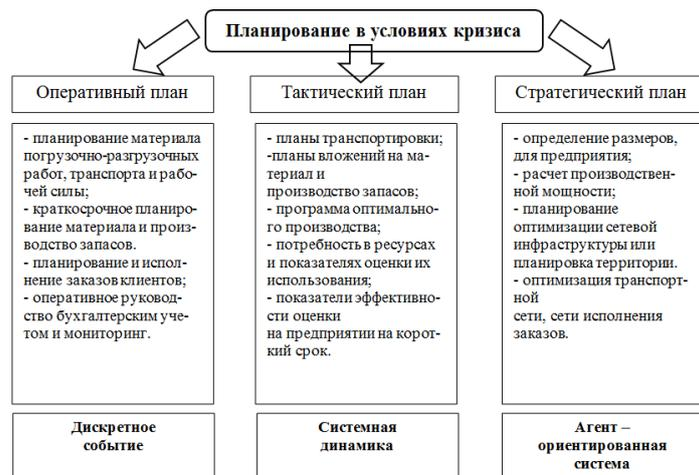 Планирование в условиях кризиса
Оперативный план
Тактический план
Стратегический план
- планирование материала
погрузочно-разгрузочных
работ, транспорта и рабо-
чей силы;
- краткосрочное планиро-
вание материала и произ-
водство запасов.
- планирование и испол-
нение заказов клиентов;
- оперативное руковод-
ство бухгалтерским уче-
том и мониторинг.
- планы транспортировки;
-планы вложений на ма-
териал и
производство запасов;
- программа оптимально-
го производства;
- потребность в ресурсах
и показателях оценки их
использования;
- показатели эффективно-
сти оценки
на предприятии на корот-
кий срок.
- определение размеров,
для предприятия;
- расчет производствен-
ной мощности;
- планирование
оптимизации сетевой
инфраструктуры или
планировка территории.
- оптимизация транспорт-
ной
сети, сети исполнения
заказов.
Дискретное
событие
Системная
динамика
Агент –
ориентированная
система